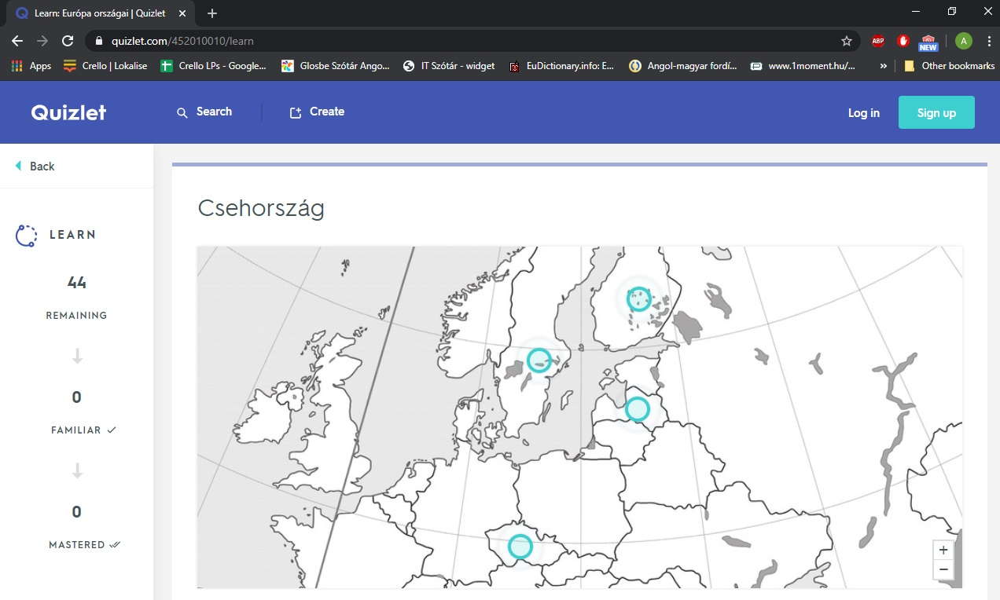 Learn: Európa országai | Quizlet
quizlet.com/452010010/learn
ABP
NEW
A
Apps
Crello | Lokalise
Crello LPs - Google...
Glosbe Szótár Ango...
IT Szótár - widget
EuDictionary.info: E...
Angol-magyar fordí...
www.1moment.hu/...
»
Other bookmarks
Quizlet
Search
Create
Log in
Sign up
Back
LEARN
44
REMAINING
0
FAMILIAR
0
MASTERED
Csehország
+
−